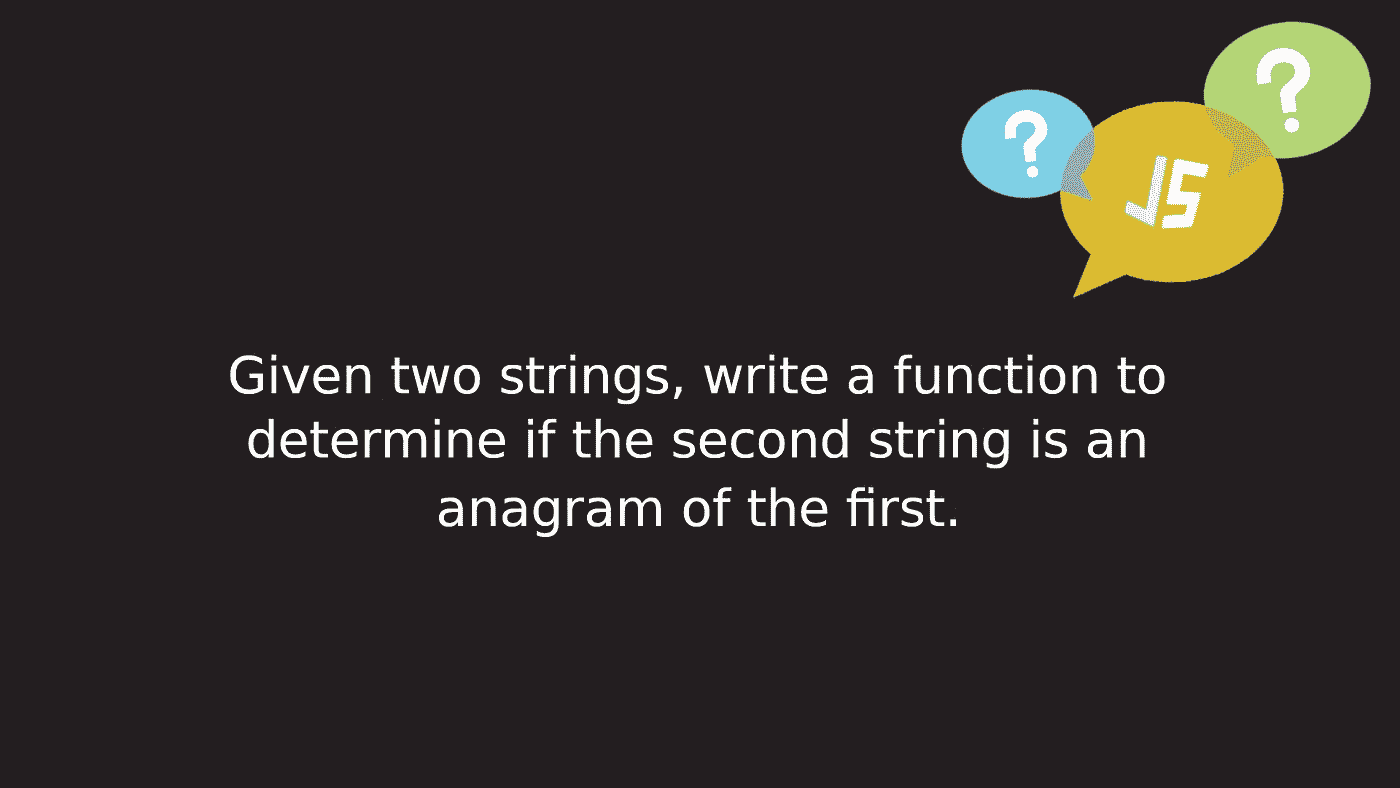 ?
?
JS
Given two strings, write a function to
determine if the second string is an
anagram of the first.